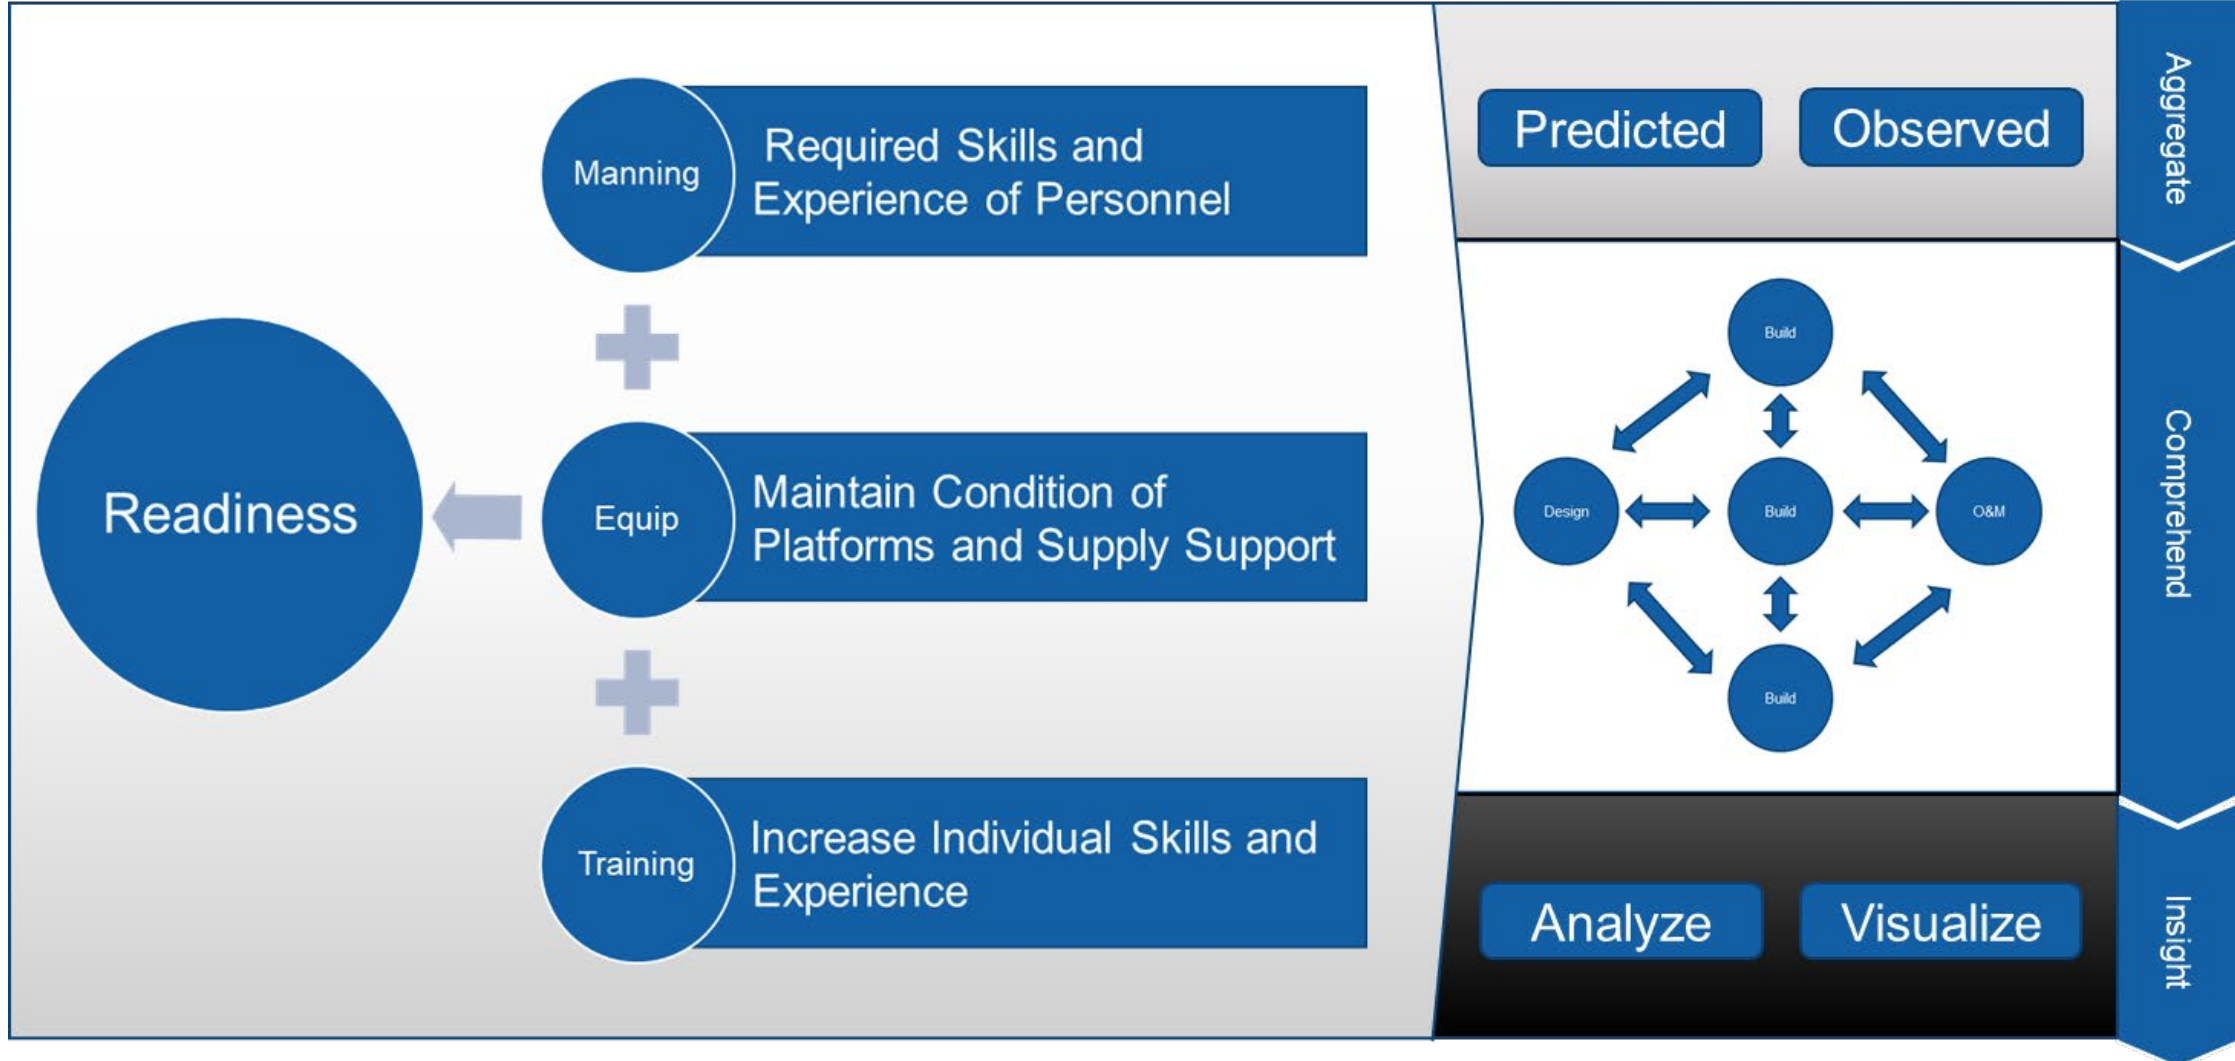 Readiness
Manning
Required Skills and
Experience of Personnel
Equip
Maintain Condition of
Platforms and Supply Support
Training
Increase Individual Skills and
Experience
Predicted
Observed
Aggregate
Build
Design
Build
O&M
Build
Comprehend
Analyze
Visualize
Insight